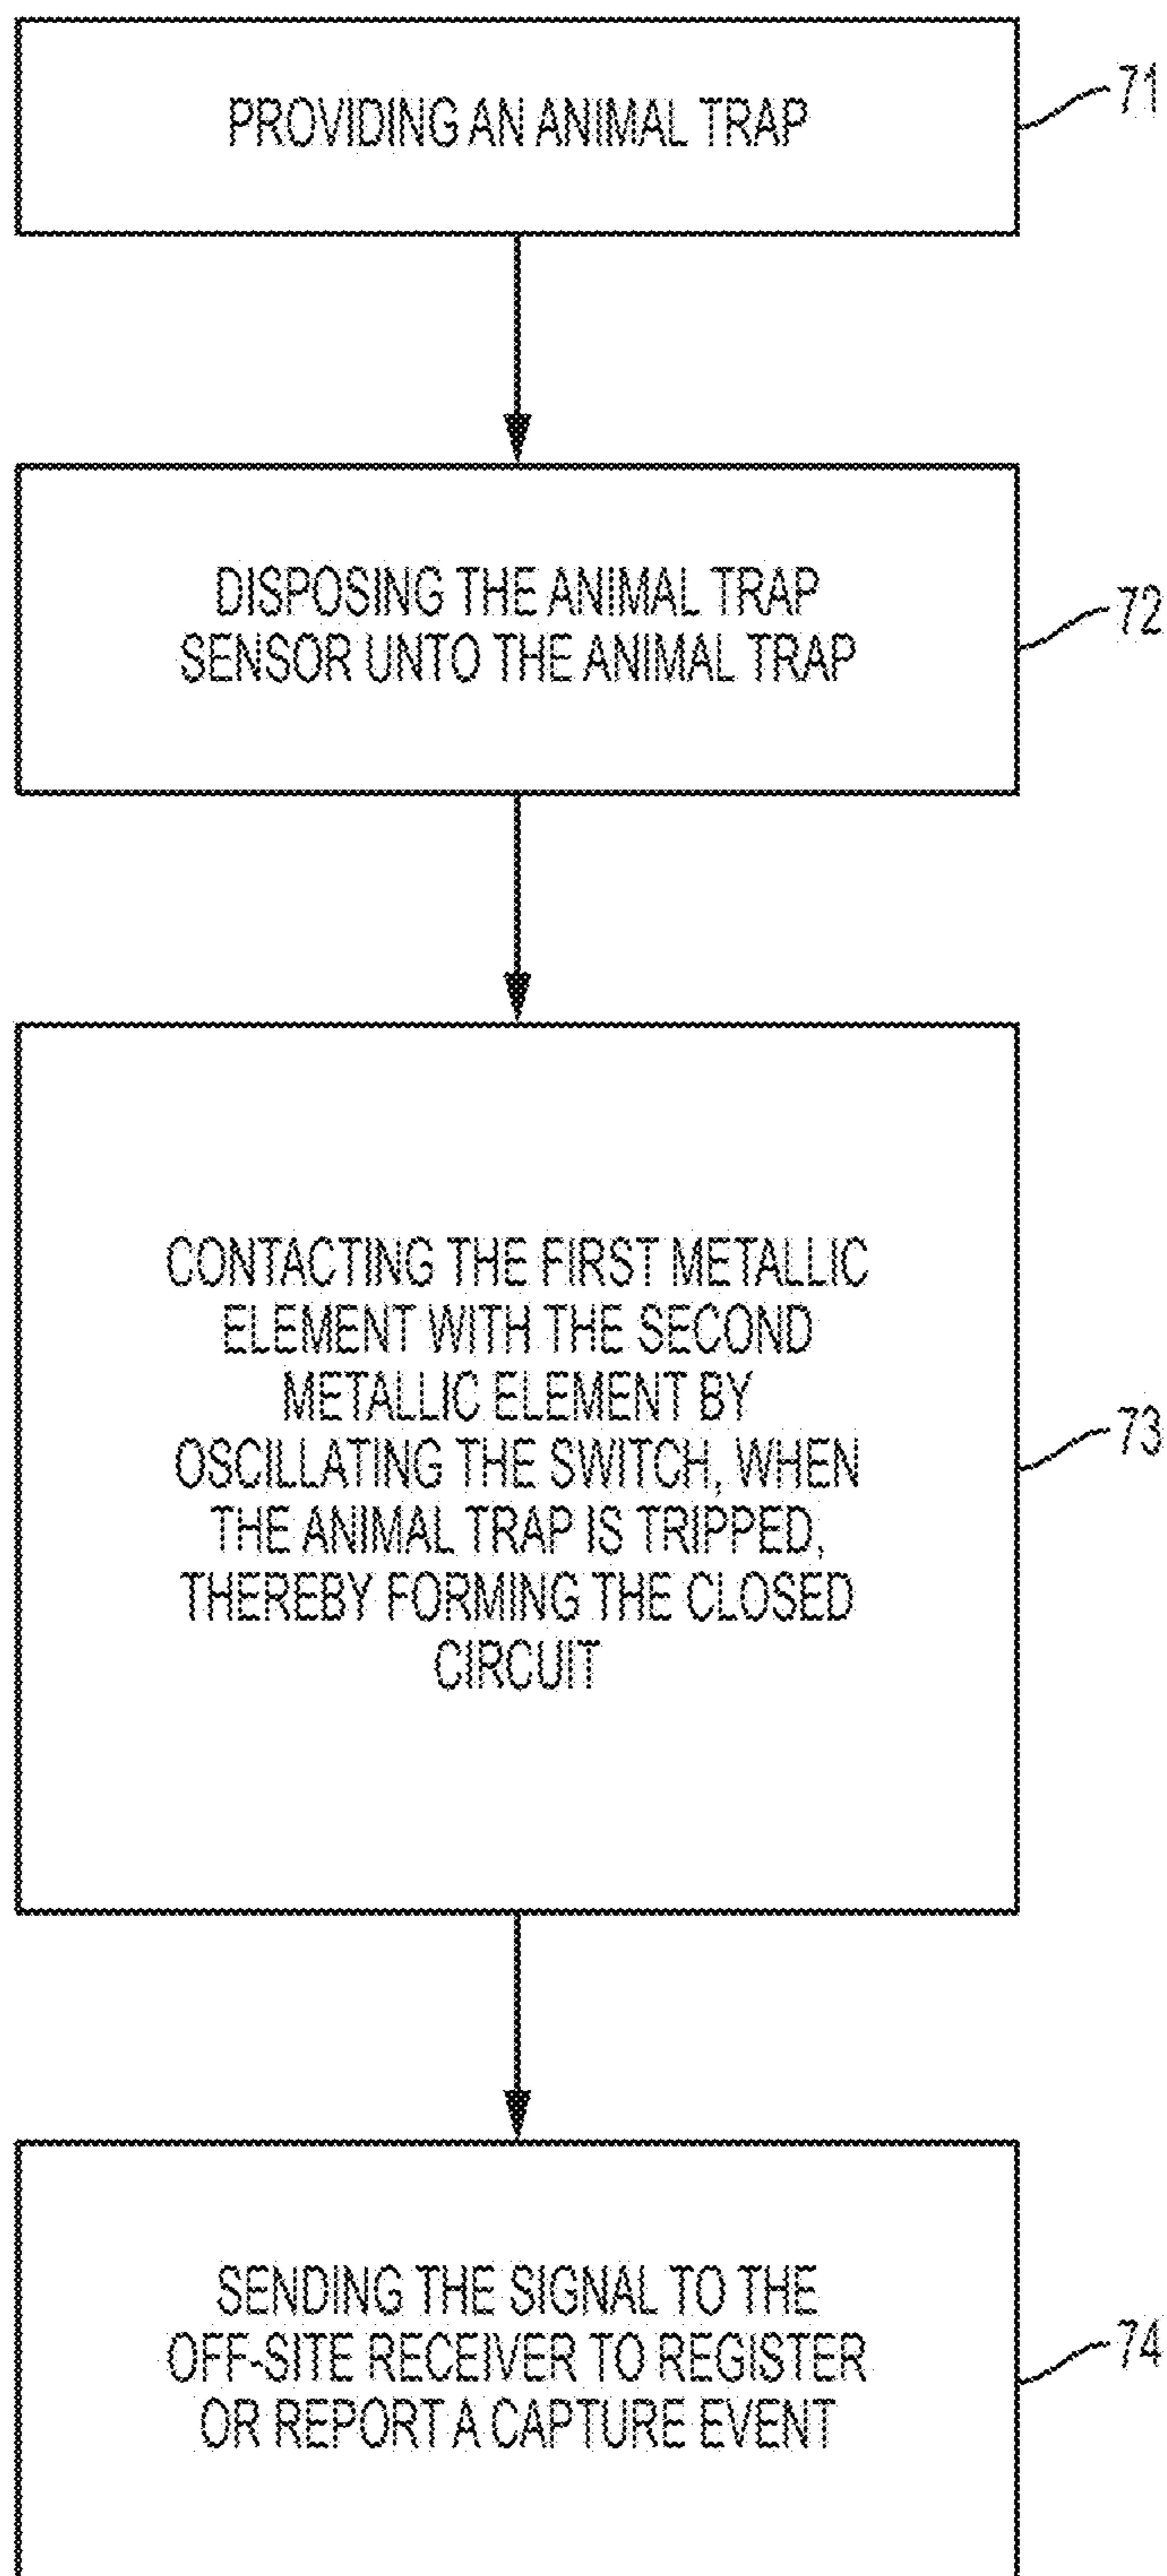 PROVIDING AN ANIMAL TRAP
71
DISPOSING THE ANIMAL TRAP
SENSOR UNTO THE ANIMAL TRAP
72
CONTACTING THE FIRST METALLIC
ELEMENT WITH THE SECOND
METALLIC ELEMENT BY
OSCILLATING THE SWITCH, WHEN
THE ANIMAL TRAP IS TRIPPED,
THEREBY FORMING THE CLOSED
CIRCUIT
73
SENDING THE SIGNAL TO THE
OFF-SITE RECEIVER TO REGISTER
OR REPORT A CAPTURE EVENT
74